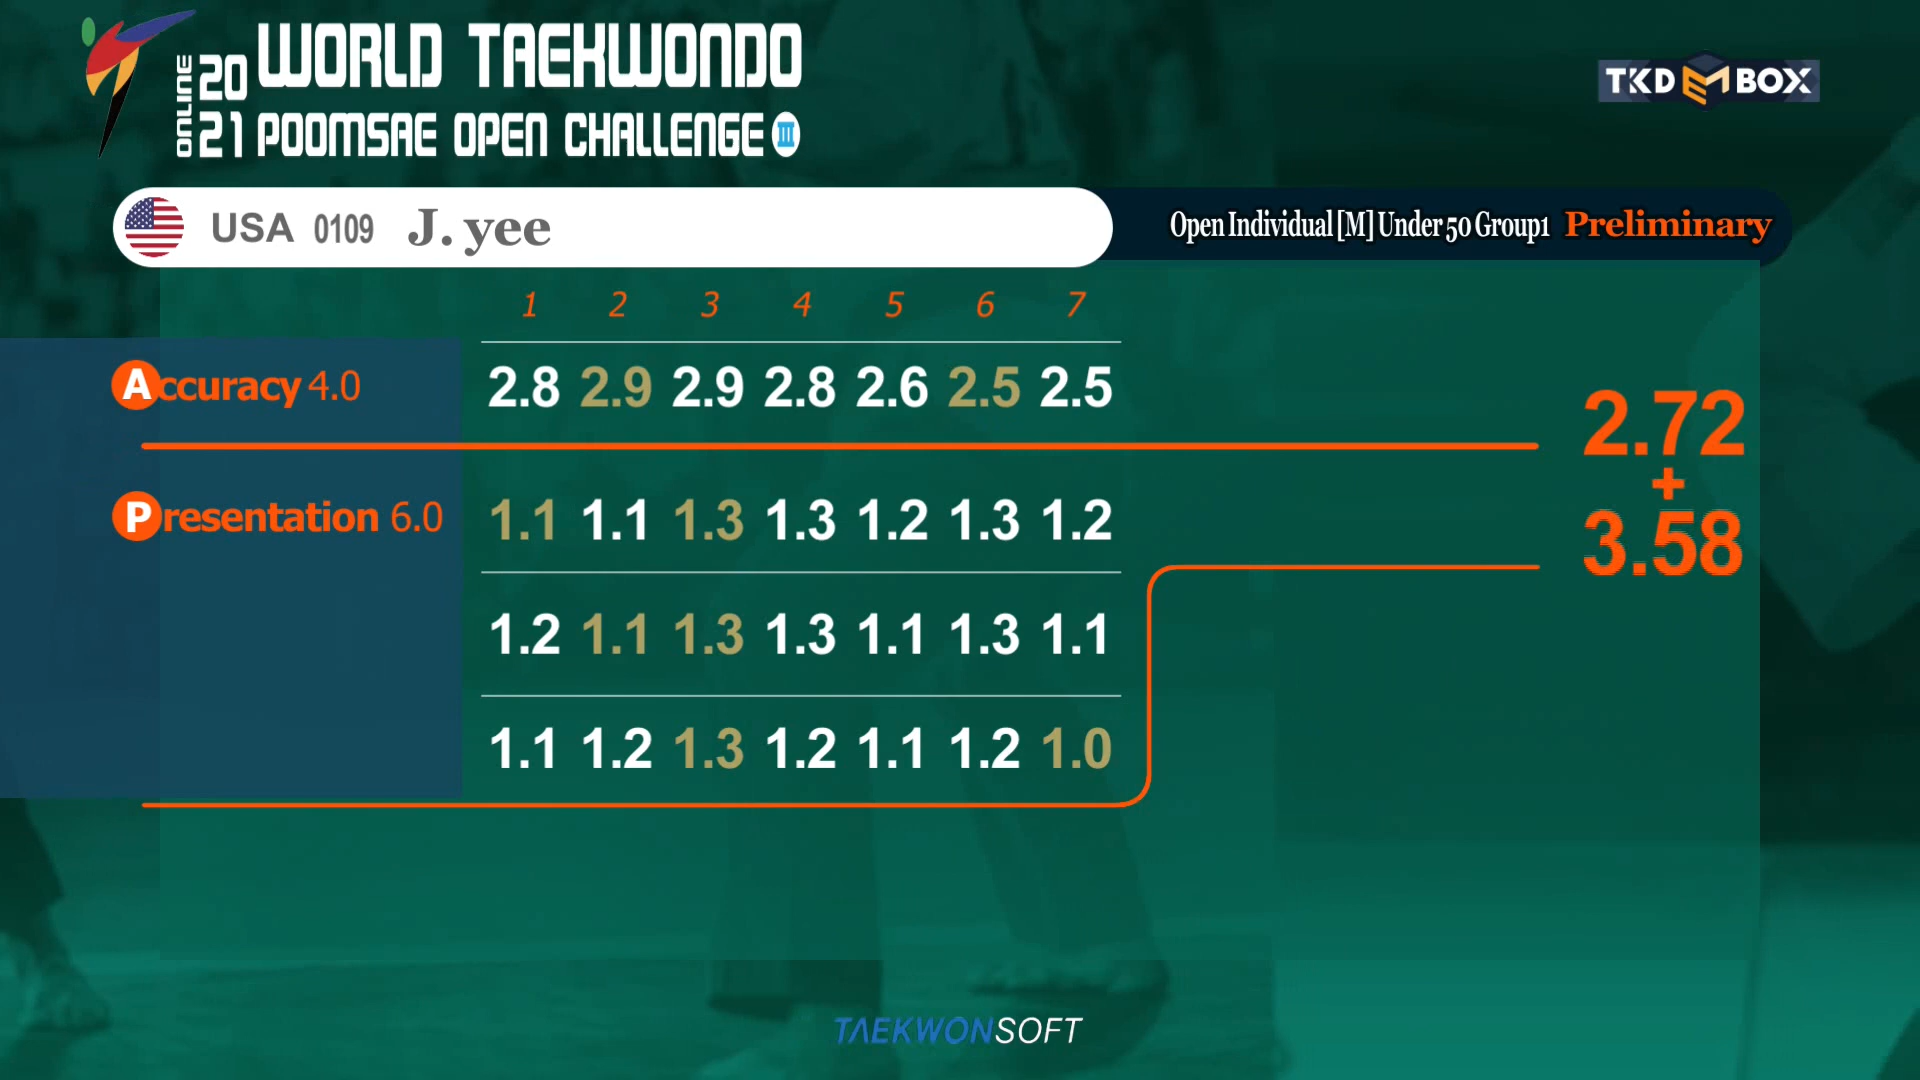 ONLINE 20 21 WORLD TAEKWONDO
POOMSAE OPEN CHALLENGE III
TKD BOX
USA 0109 J. yee
Open Individual [M] Under 50 Group1 Preliminary
1 2 3 4 5 6 7
Accuracy 4.0 2.8 2.9 2.9 2.8 2.6 2.5 2.5
2.72
+
3.58
Presentation 6.0 1.1 1.1 1.3 1.3 1.2 1.3 1.2
1.2 1.1 1.3 1.3 1.1 1.3 1.1
1.1 1.2 1.3 1.2 1.1 1.2 1.0
TAEKWONSOFT